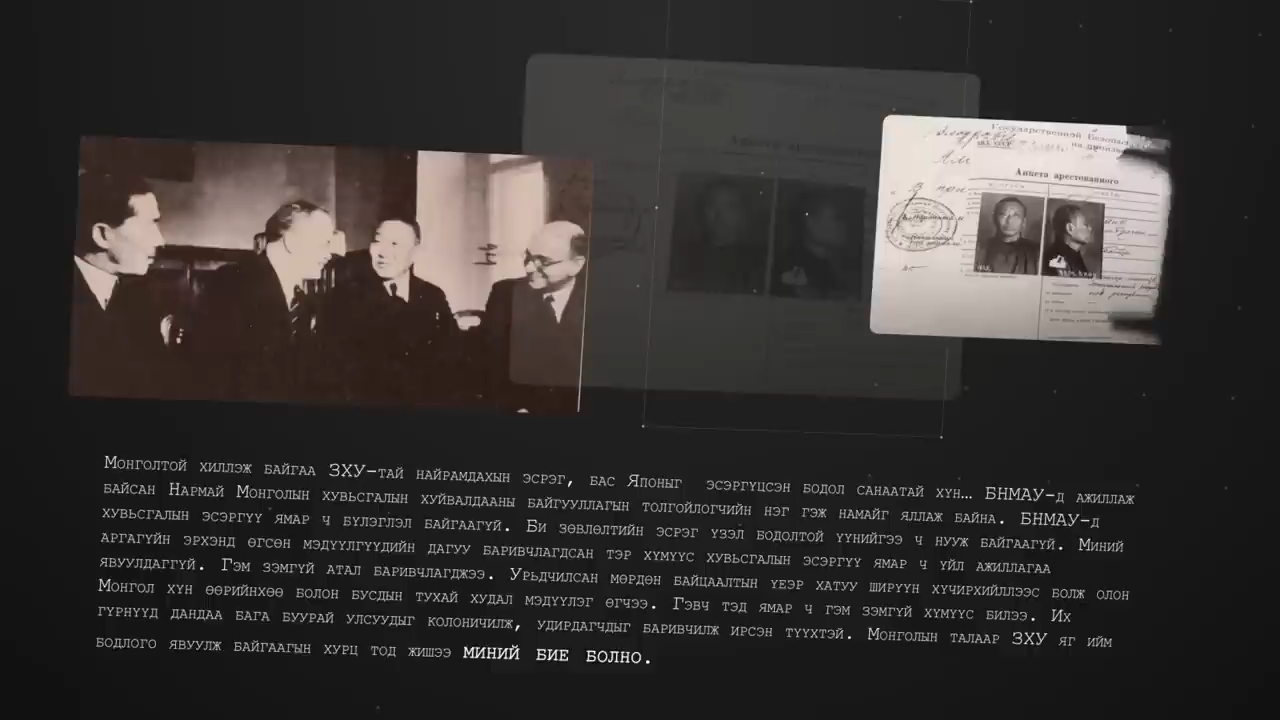 Государственной
Анкета арестованного
Монголтой хиллэж байгаа ЗХУ-тай найрамдахын эсрэг, бас Японыг эсэргүцсэн бодол санаатай хүн… БНМАУ-д ажиллаж
байсан Нармай Монголын хувьсгалын хуйвалдааны байгууллагын толгойлогчийн нэг гэж намайг яллаж байна. БНМАУ-д
хувьсгалын эсэргүү ямар ч бүлэглэл байгаагүй. Би зөвлөлтийн эсрэг үзэл бодолтой үүнийгээ ч нууж байгаагүй. Миний
аргагүйн эрхэнд өгсөн мэдүүлгүүдийн дагуу баривчлагдсан тэр хүмүүс хувьсгалын эсэргүү ямар ч үйл ажиллагаа
явуулдаггүй. Гэм зэмгүй атал баривчлагджээ. Урьдчилсан мөрдөн байцаалтын үеэр хатуу ширүүн хүчирхийллээс болж олон
Монгол хүн өөрийнхөө болон бусдын тухай худал мэдүүлэг өгчээ. Гэвч тэд ямар ч гэм зэмгүй хүмүүс билээ. Их
гүрнүүд дандаа бага буурай улсуудыг колоничилж, удирдагчдыг баривчилж ирсэн түүхтэй. Монголын талаар ЗХУ яг ийм
бодлого явуулж байгаагын хурц тод жишээ МИНИЙ БИЕ БОЛНО.